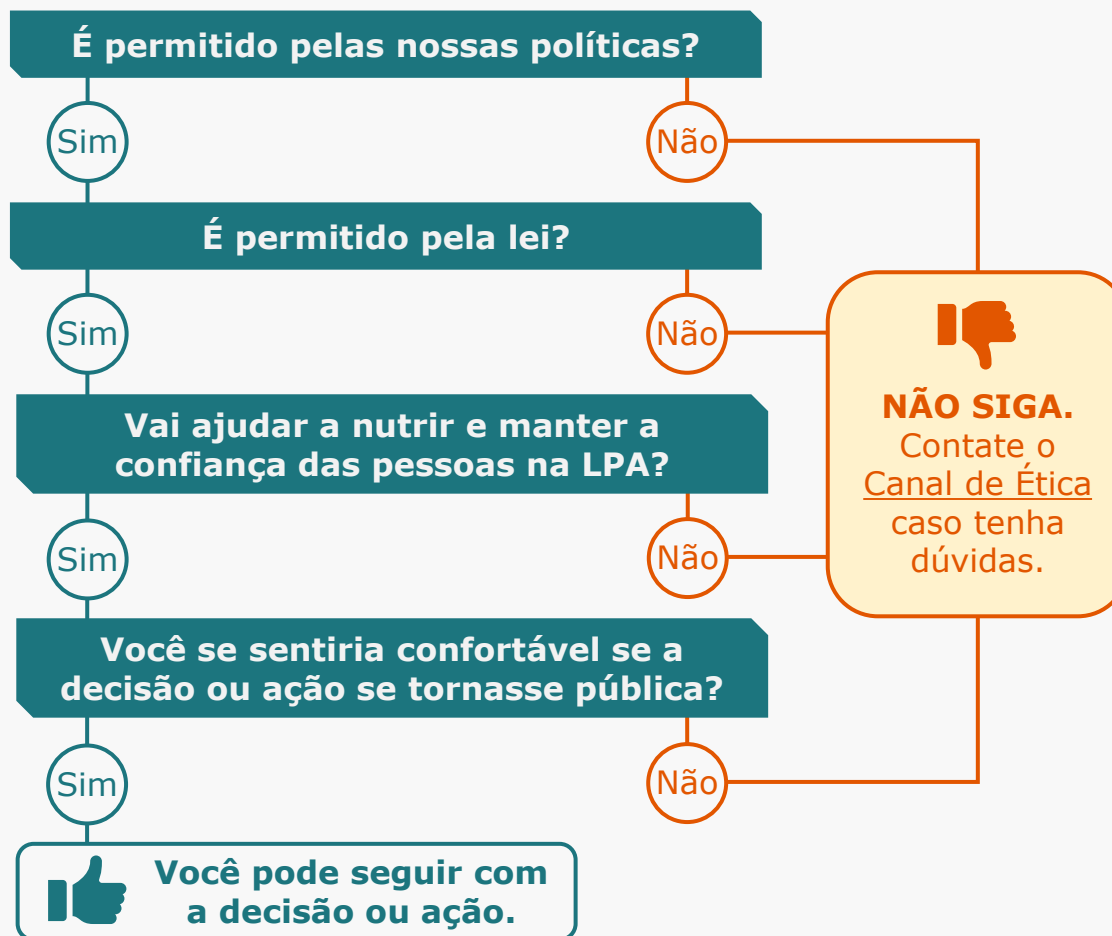 É permitido pelas nossas políticas?
Sim
Não
É permitido pela lei?
Sim
Não
Vai ajudar a nutrir e manter a
confiança das pessoas na LPA?
Sim
Não
Você se sentiria confortável se a
decisão ou ação se tornasse pública?
Sim
Não
Você pode seguir com
a decisão ou ação.
NÃO SIGA.
Contate o
Canal de Ética
caso tenha
dúvidas.